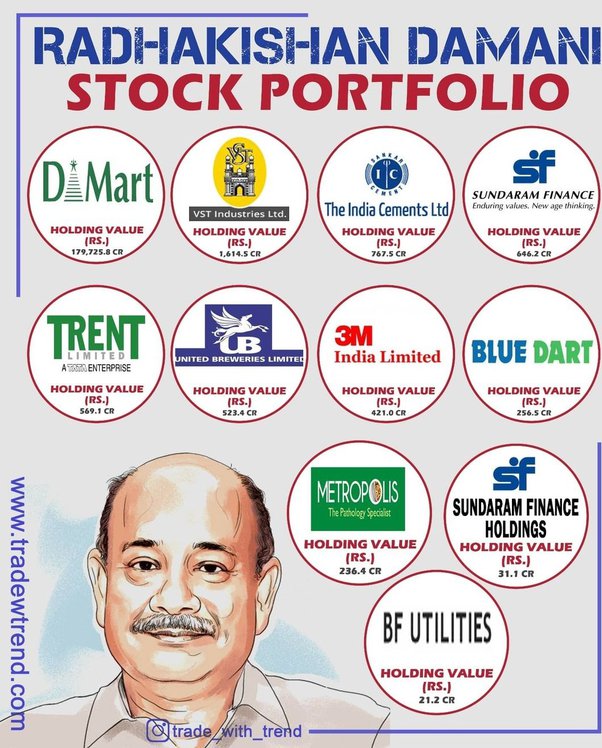 RADHAKISHAN DAMANI
STOCK PORTFOLIO
D Mart
HOLDING VALUE
(RS.)
179,725.8 CR
VST
VST Industries Ltd.
HOLDING VALUE
(RS.)
1,614.5 CR
SANKAR
ICL
CEMENT
The India Cements Ltd
HOLDING VALUE
(RS.)
767.5 CR
SF
SUNDARAM FINANCE
Enduring values. New age thinking.
HOLDING VALUE
(RS.)
646.2 CR
TRENT
LIMITED
A TATA ENTERPRISE
HOLDING VALUE
(RS.)
569.1 CR
UB
UNITED BREWERIES LIMITED
HOLDING VALUE
(RS.)
523.4 CR
3M
India Limited
HOLDING VALUE
(RS.)
421.0 CR
BLUE DART
HOLDING VALUE
(RS.)
256.5 CR
METROPOLIS
The Pathology Specialist
HOLDING VALUE
(RS.)
236.4 CR
SF
SUNDARAM FINANCE
HOLDINGS
HOLDING VALUE
(RS.)
31.1 CR
BF UTILITIES
HOLDING VALUE
(RS.)
21.2 CR
www.tradewtrend.com
trade_with_trend